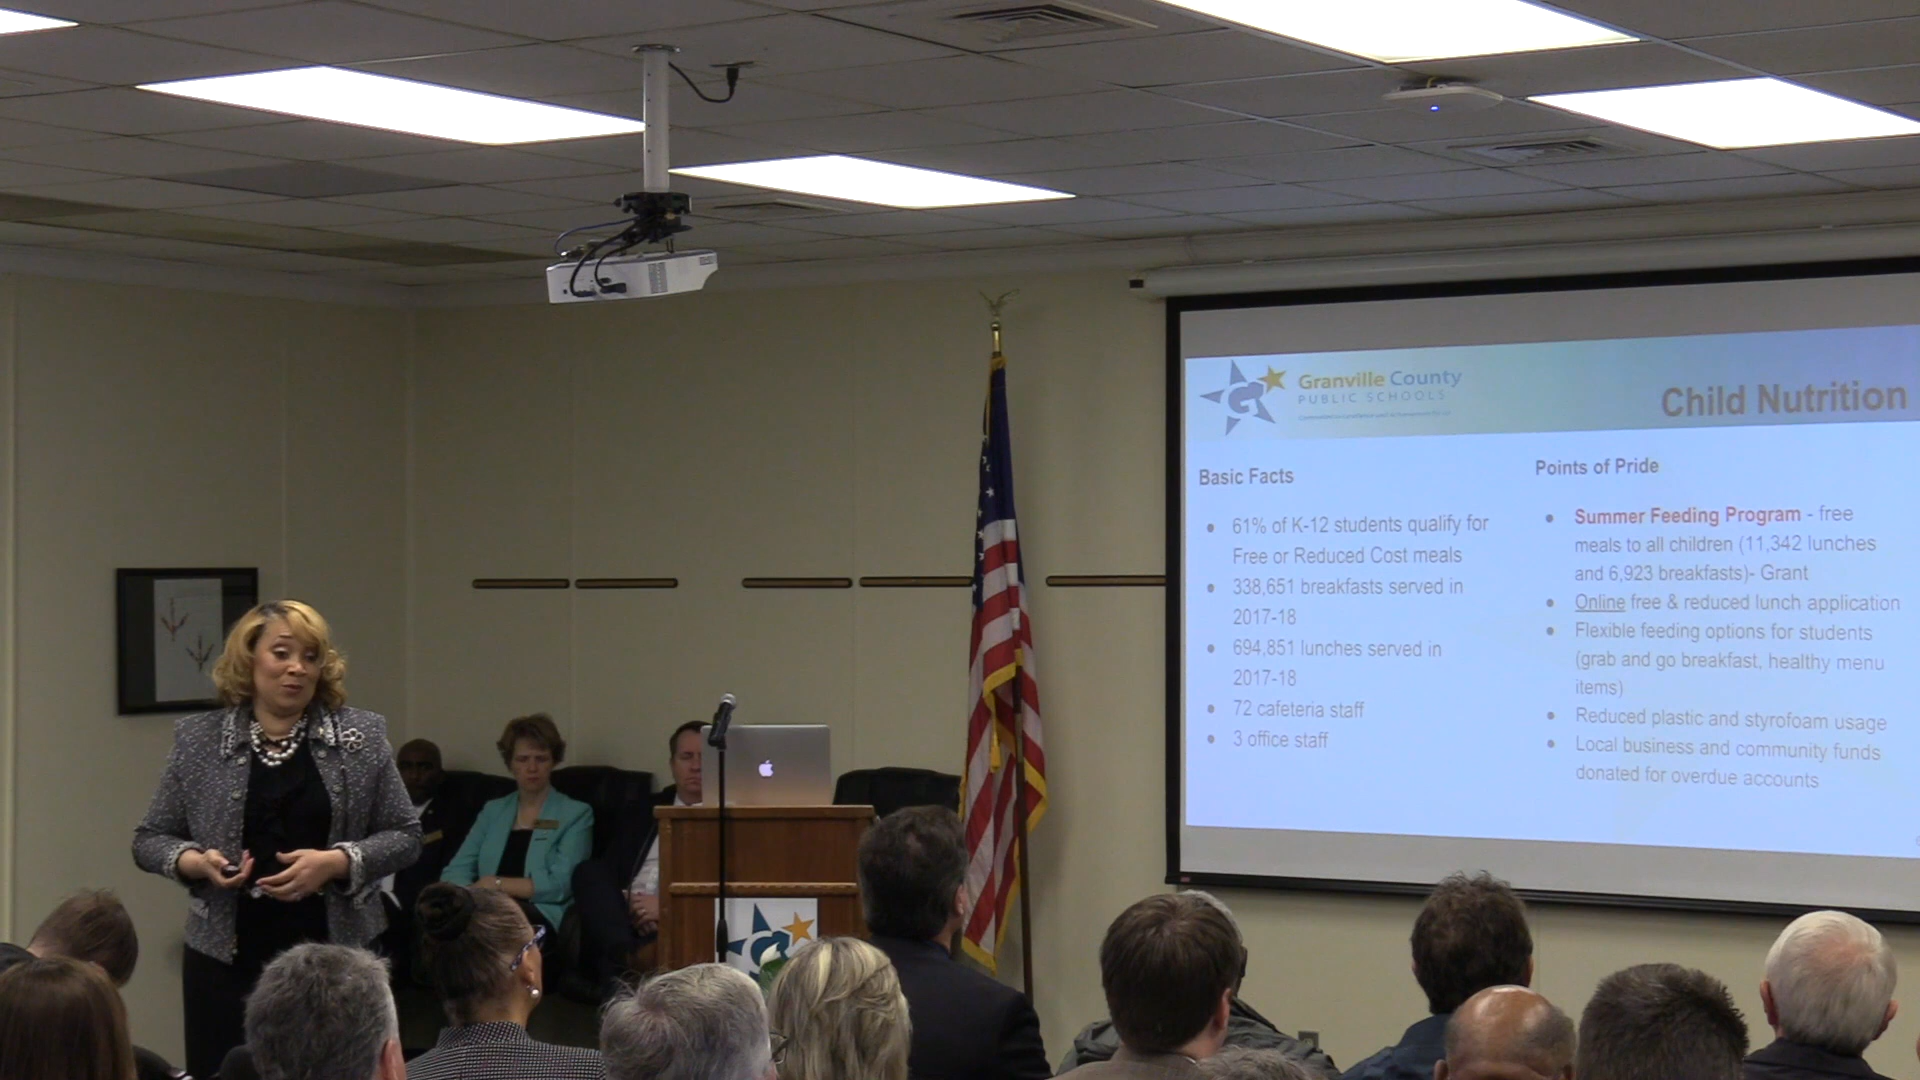 Granville County
PUBLIC SCHOOLS
Child Nutrition
Basic Facts
● 61% of K-12 students qualify for
Free or Reduced Cost meals
● 338,651 breakfasts served in
2017-18
● 694,851 lunches served in
2017-18
● 72 cafeteria staff
● 3 office staff
Points of Pride
● Summer Feeding Program - free
meals to all children (11,342 lunches
and 6,923 breakfasts)- Grant
● Online free & reduced lunch application
● Flexible feeding options for students
(grab and go breakfast, healthy menu
items)
● Reduced plastic and styrofoam usage
● Local business and community funds
donated for overdue accounts